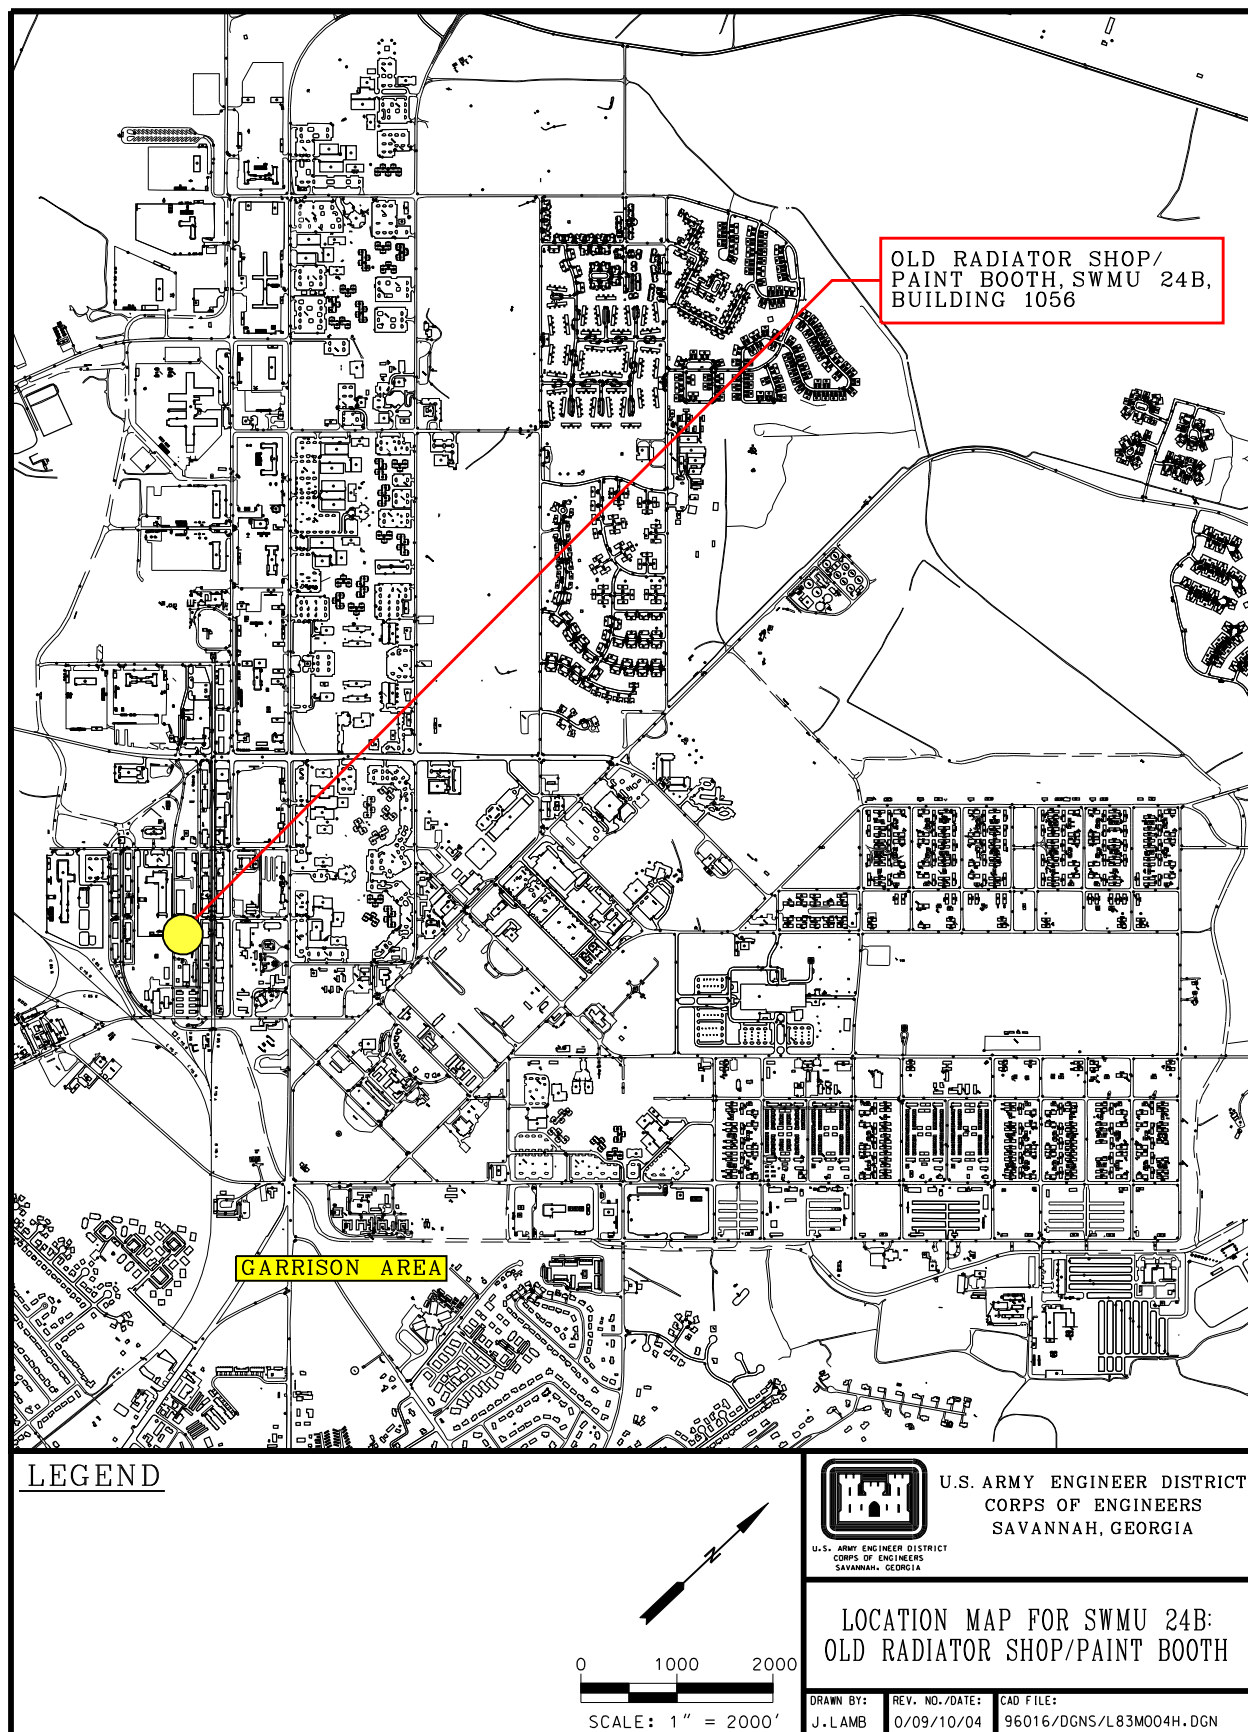 OLD RADIATOR SHOP/
PAINT BOOTH, SWMU 24B,
BUILDING 1056
GARRISON AREA
LEGEND
N
0 1000 2000
SCALE: 1" = 2000'
U.S. ARMY ENGINEER DISTRICT
CORPS OF ENGINEERS
SAVANNAH, GEORGIA
U.S. ARMY ENGINEER DISTRICT
CORPS OF ENGINEERS
SAVANNAH, GEORGIA
LOCATION MAP FOR SWMU 24B:
OLD RADIATOR SHOP/PAINT BOOTH
DRAWN BY:
J.LAMB
REV. NO./DATE:
0/09/10/04
CAD FILE:
96016/DGNS/L83M004H.DGN